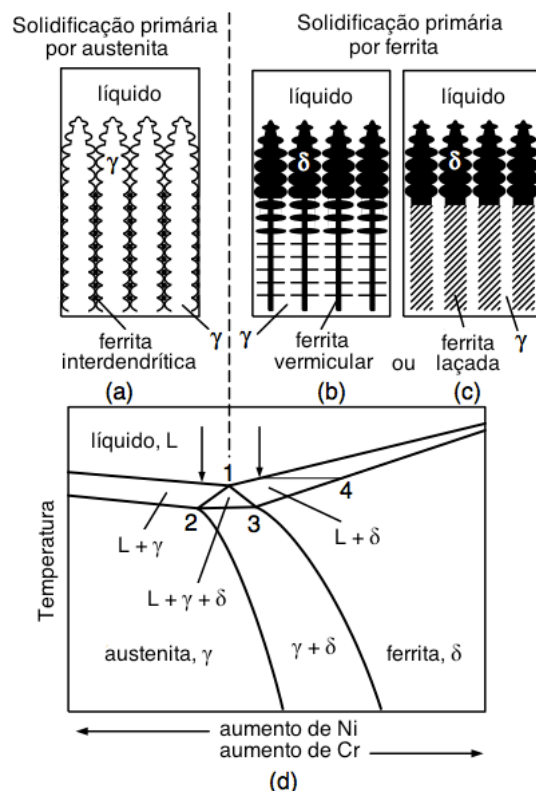 Solidificação primária
por austenita
Solidificação primária
por ferrita
líquido
γ
ferrita
interdendrítica
γ
(a)
líquido
δ
γ
ferrita
vermicular
(b)
ou
líquido
δ
ferrita
laçada
γ
(c)
líquido, L
1
2
3
4
L + γ
L + δ
L + γ + δ
austenita, γ
γ + δ
ferrita, δ
Temperatura
aumento de Ni
aumento de Cr
(d)